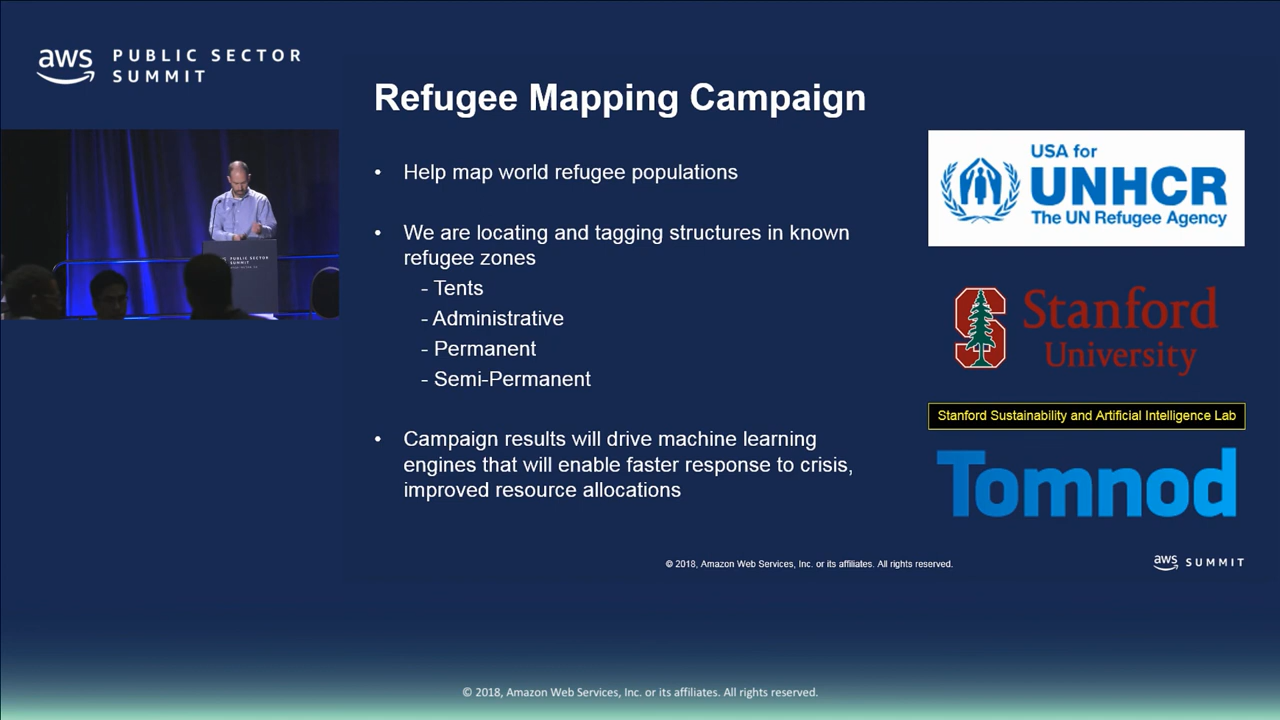 aws PUBLIC SECTOR
SUMMIT
Refugee Mapping Campaign
• Help map world refugee populations
• We are locating and tagging structures in known
refugee zones
- Tents
- Administrative
- Permanent
- Semi-Permanent
• Campaign results will drive machine learning
engines that will enable faster response to crisis,
improved resource allocations
USA for
UNHCR
The UN Refugee Agency
Stanford
University
Stanford Sustainability and Artificial Intelligence Lab
Tomnod
© 2018, Amazon Web Services, Inc. or its affiliates. All rights reserved.
aws SUMMIT
PUBLIC SECTOR
SUMMIT
© 2018, Amazon Web Services, Inc. or its affiliates. All rights reserved.